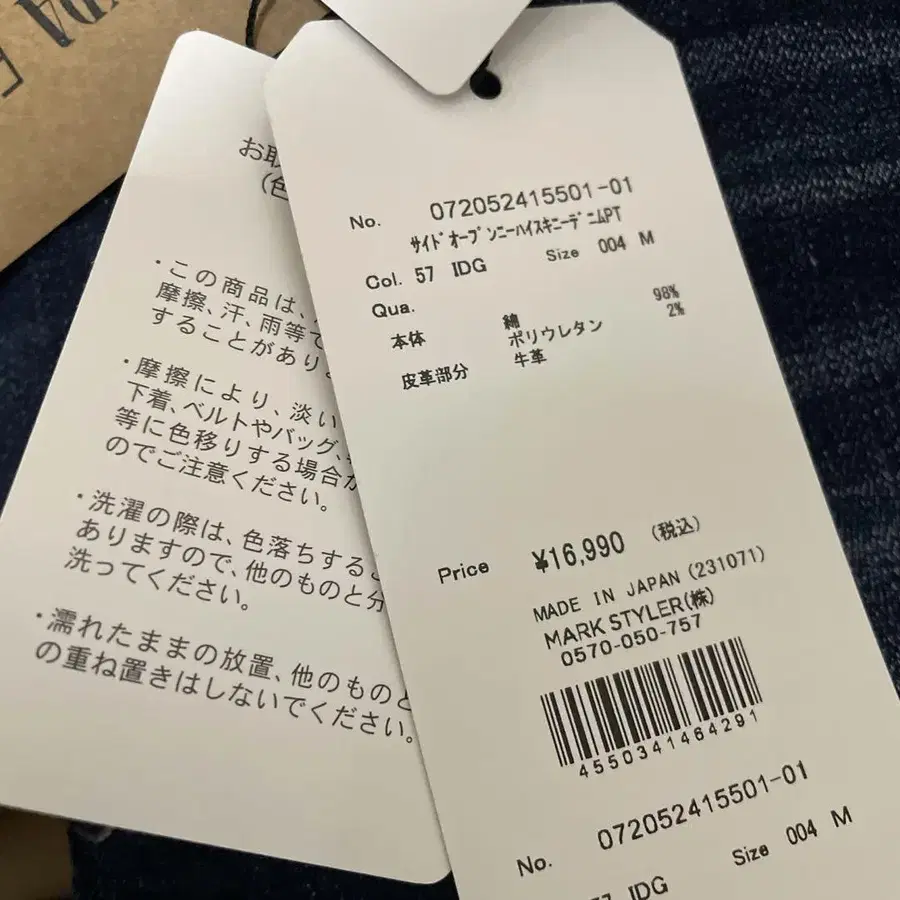 お取
(色
・この商品は、
摩擦、汗、雨等で
することがあり
・摩擦により、淡い
下着、ベルトやバッグ、
等に色移りする場合が
のでご注意ください。
・洗濯の際は、色落ちするこ
ありますので、他のものと分
洗ってください。
・濡れたままの放置、他のものと
の重ね置きはしないでください。
No. 072052415501-01
サイドオープンニーハイスキニーデニムPT
Col. 57 IDG Size 004 M
Qua.
本体 綿 98%
ポリウレタン 2%
皮革部分 牛革
Price ¥16,990 (税込)
MADE IN JAPAN (231071)
MARK STYLER(株)
0570-050-757
4550341464291
No. 072052415501-01
57 IDG Size 004 M